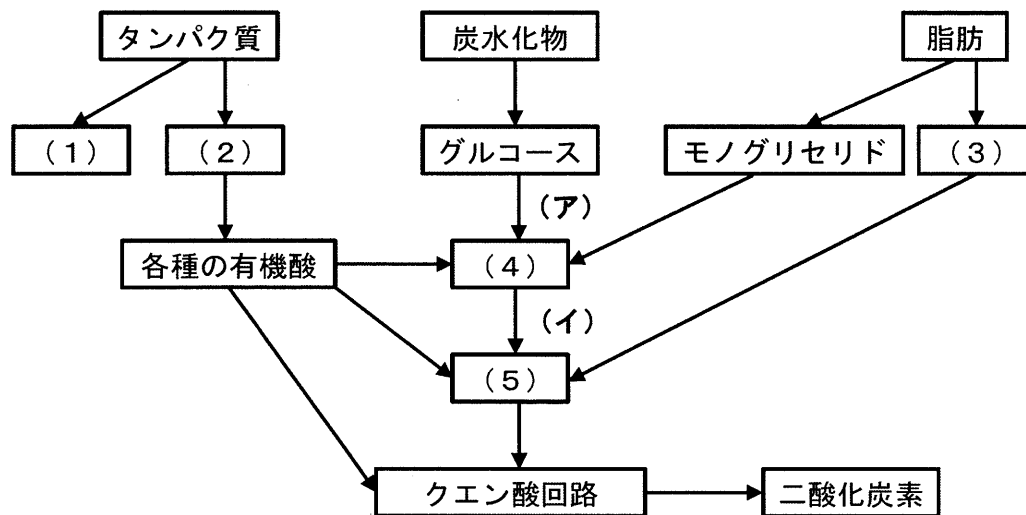 タンパク質
炭水化物
脂肪
(1)
(2)
グルコース
モノグリセリド
(3)
(ア)
各種の有機酸
(4)
(イ)
(5)
クエン酸回路
二酸化炭素